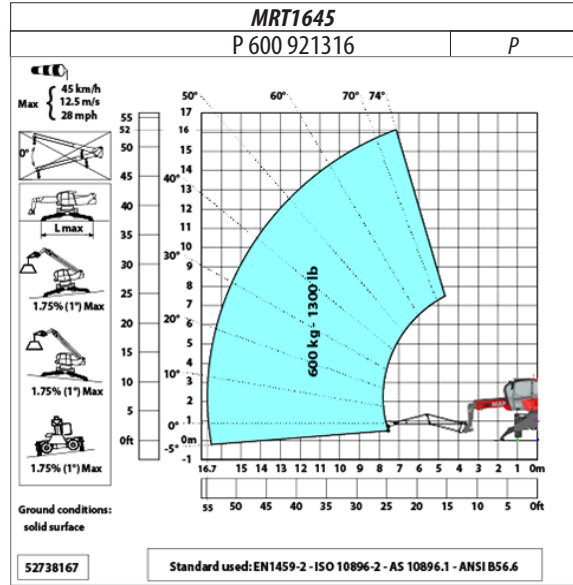 MRT1645
P 600 921316 P
Max { 45 km/h
12.5 m/s
28 mph
0°
L max
1.75% (1°) Max
1.75% (1°) Max
1.75% (1°) Max
Ground conditions:
solid surface
52738167
55
52
50
45
40
35
30
25
20
15
10
5
0ft
17
16
15
14
13
12
11
10
9
8
7
6
5
4
3
2
1
0m
-1
50°
60°
70°
74°
40°
30°
20°
10°
0°
-5°
600 kg - 1300 lb
16.7 15 14 13 12 11 10 9 8 7 6 5 4 3 2 1 0m
55 50 45 40 35 30 25 20 15 10 5 0ft
Standard used: EN1459-2 - ISO 10896-2 - AS 10896.1 - ANSI B56.6